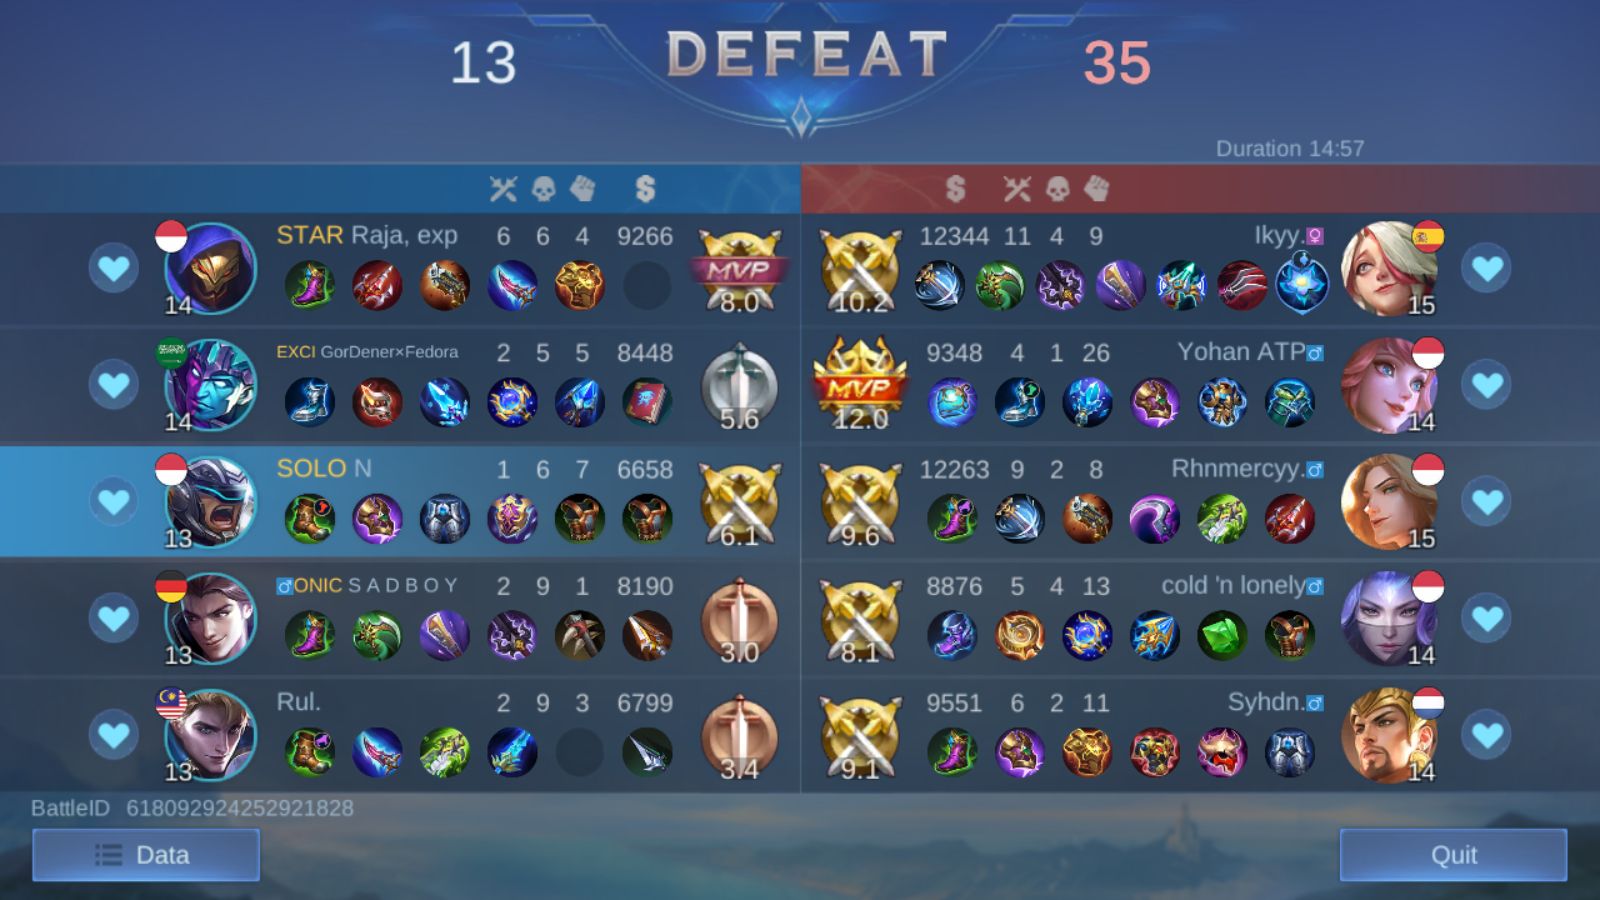 13 DEFEAT 35
Duration 14:57
STAR Raja, exp 6 6 4 9266
14 MVP 8.0
12344 11 4 9 Ikyy.
10.2 15
EXCI GorDener×Fedora 2 5 5 8448
14 5.6
9348 4 1 26 Yohan ATP
MVP 12.0 14
SOLO N 1 6 7 6658
13 6.1
12263 9 2 8 Rhnmercyy.
9.6 15
ONIC S A D B O Y 2 9 1 8190
13 3.0
8876 5 4 13 cold 'n lonely
8.1 14
Rul. 2 9 3 6799
13 3.4
9551 6 2 11 Syhdn.
9.1 14
BattleID 618092924252921828
Data Quit